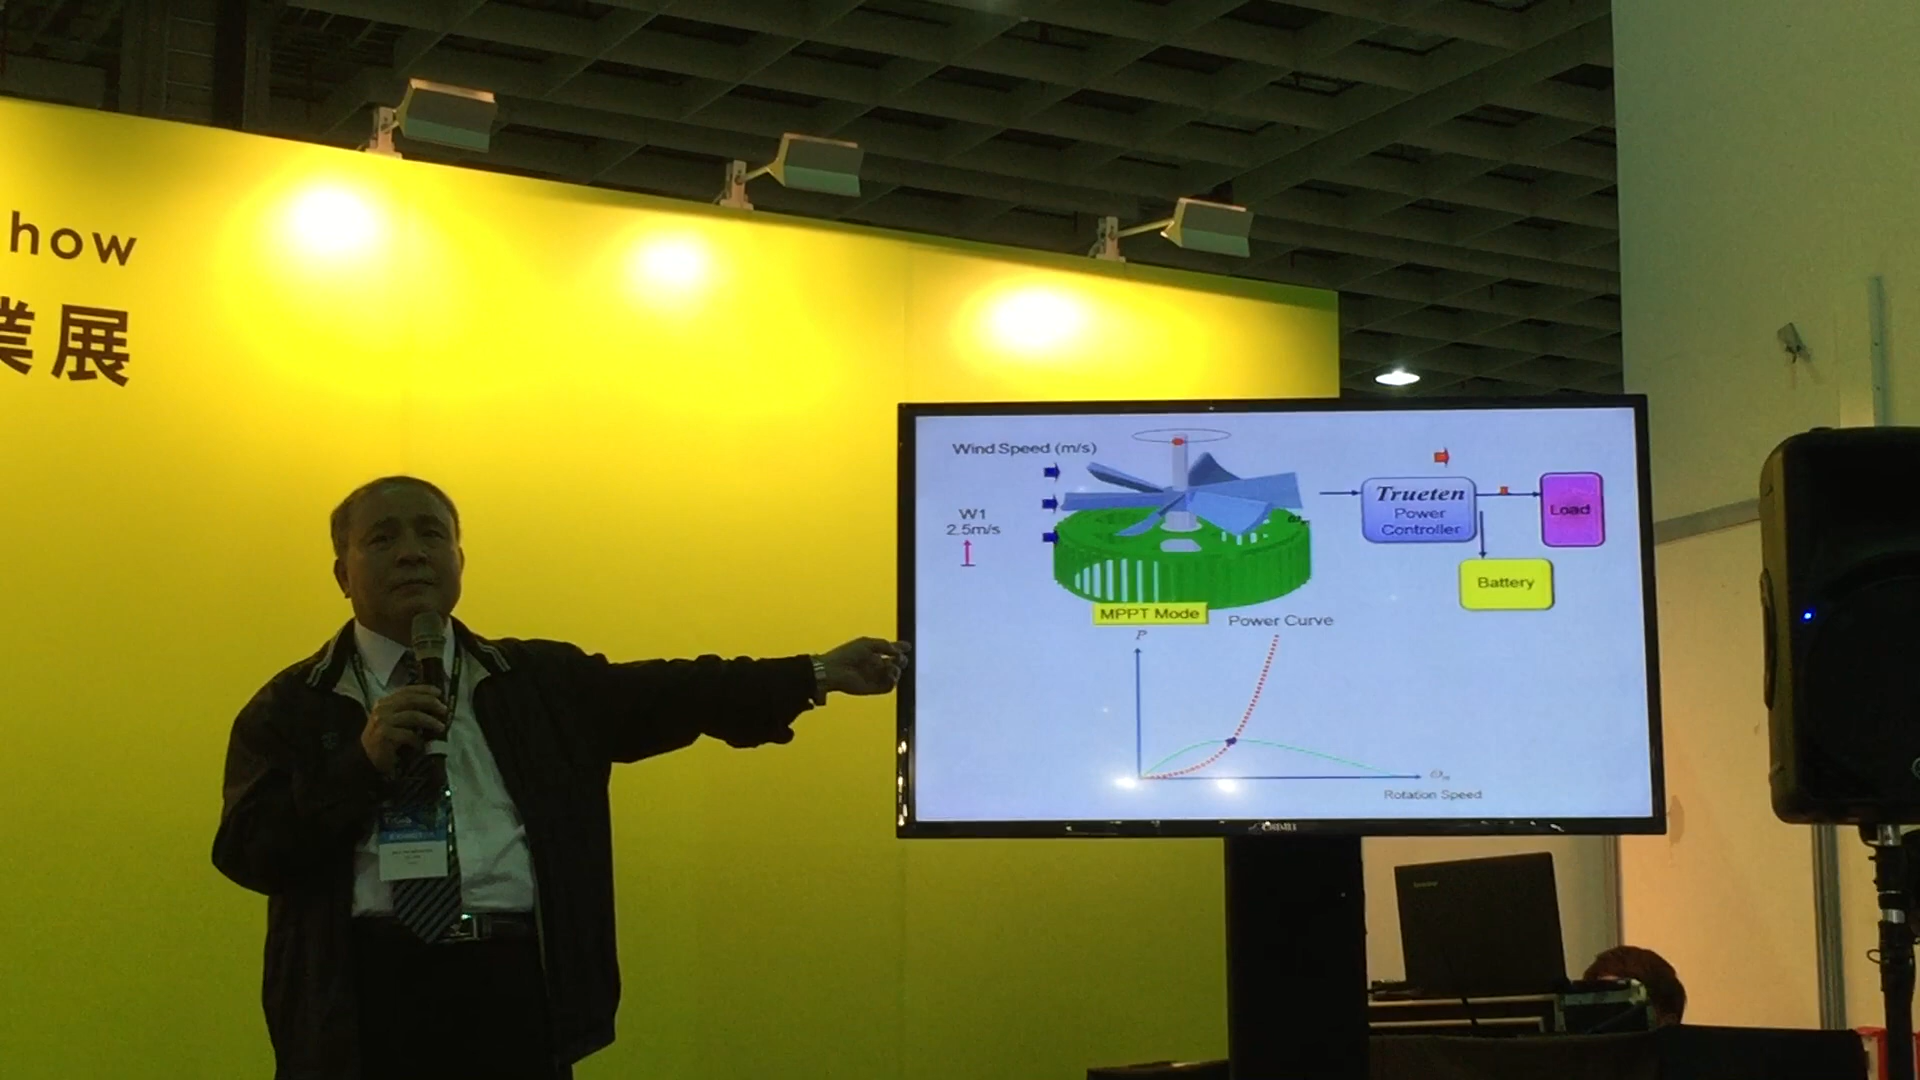 how
業展
Wind Speed (m/s)
W1
2.5m/s
Trueten
Power
Controller
Load
Battery
MPPT Mode
Power Curve
P
ωm
Rotation Speed